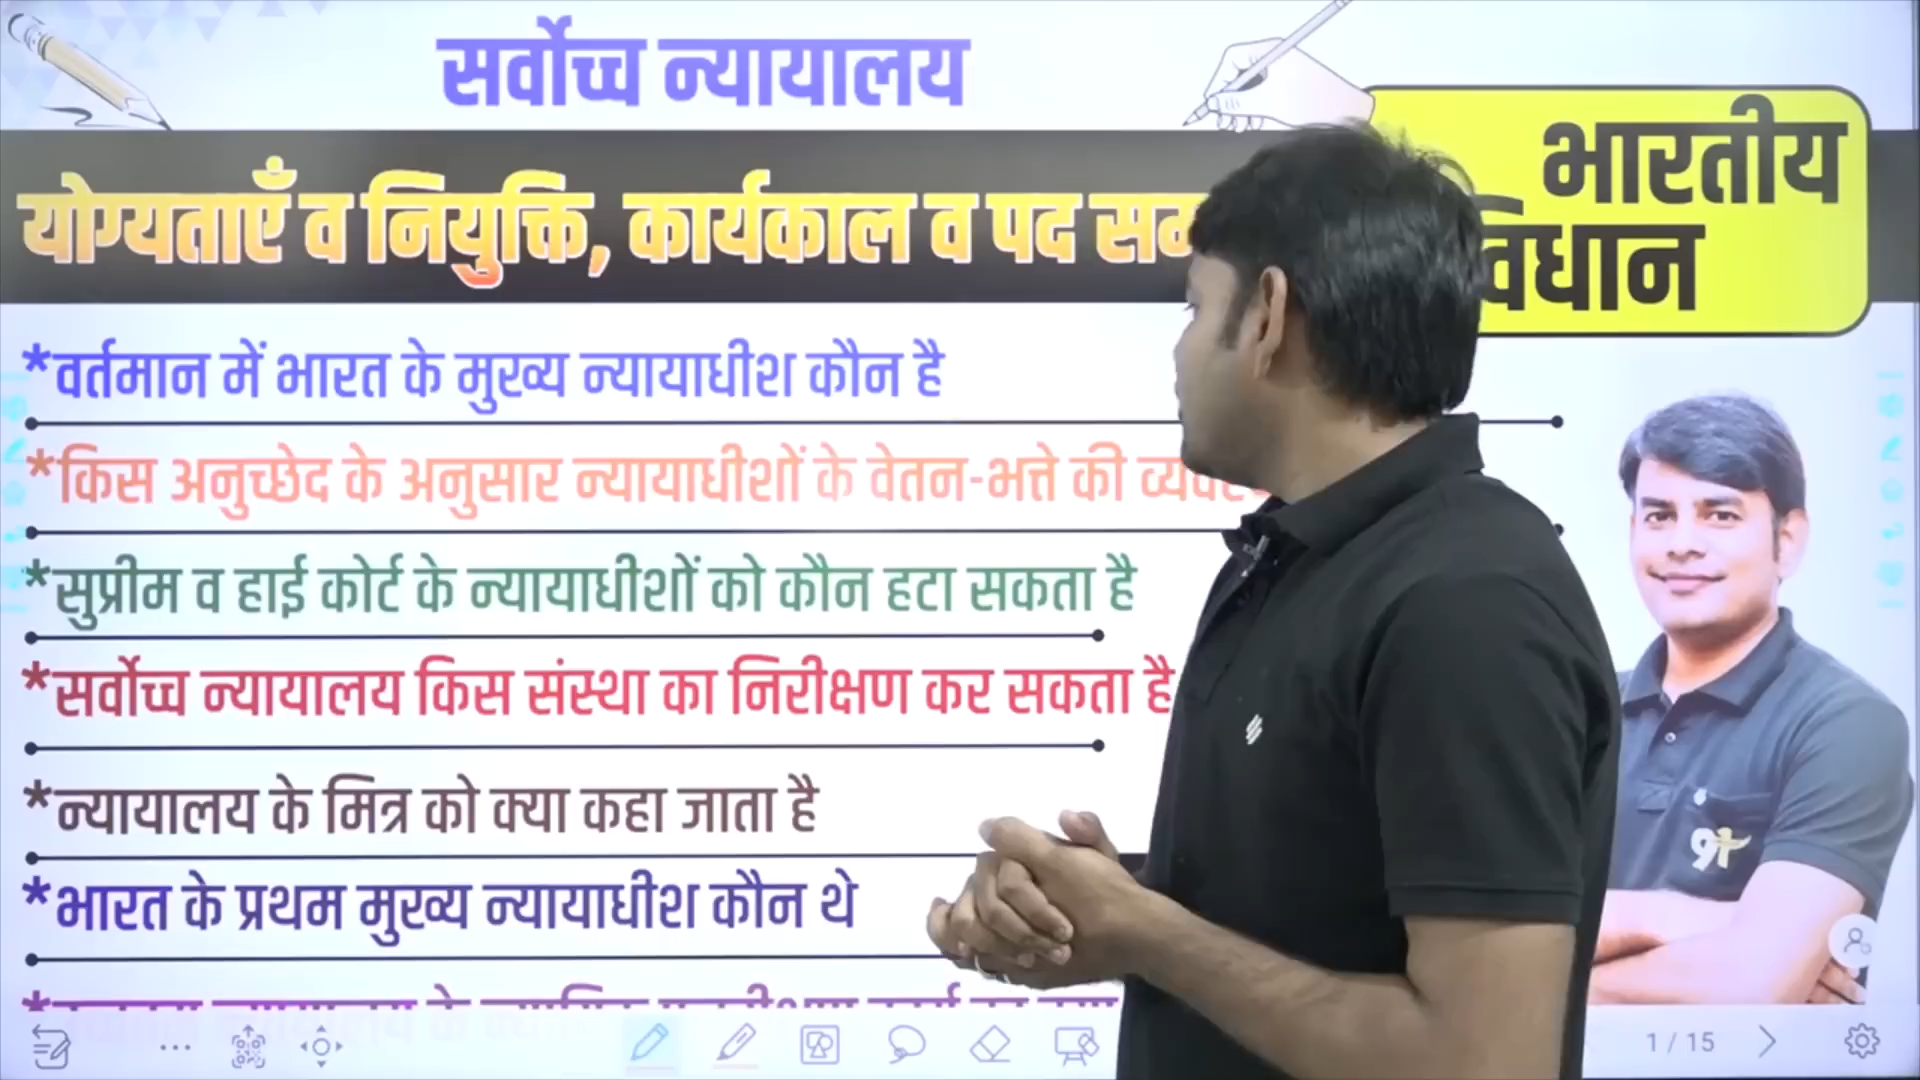 सर्वोच्च न्यायालय
योग्यताएँ व नियुक्ति, कार्यकाल व पद
भारतीय
*वर्तमान में भारत के मुख्य न्यायाधीश कौन है
*किस अनुच्छेद के अनुसार न्यायाधीशों के वेतन-भत्ते की
*सुप्रीम व हाई कोर्ट के न्यायाधीशों को कौन हटा सकता है
*सर्वोच्च न्यायालय किस संस्था का निरीक्षण कर सकता है
*न्यायालय के मित्र को क्या कहा जाता है
*भारत के प्रथम मुख्य न्यायाधीश कौन थे
1 / 15